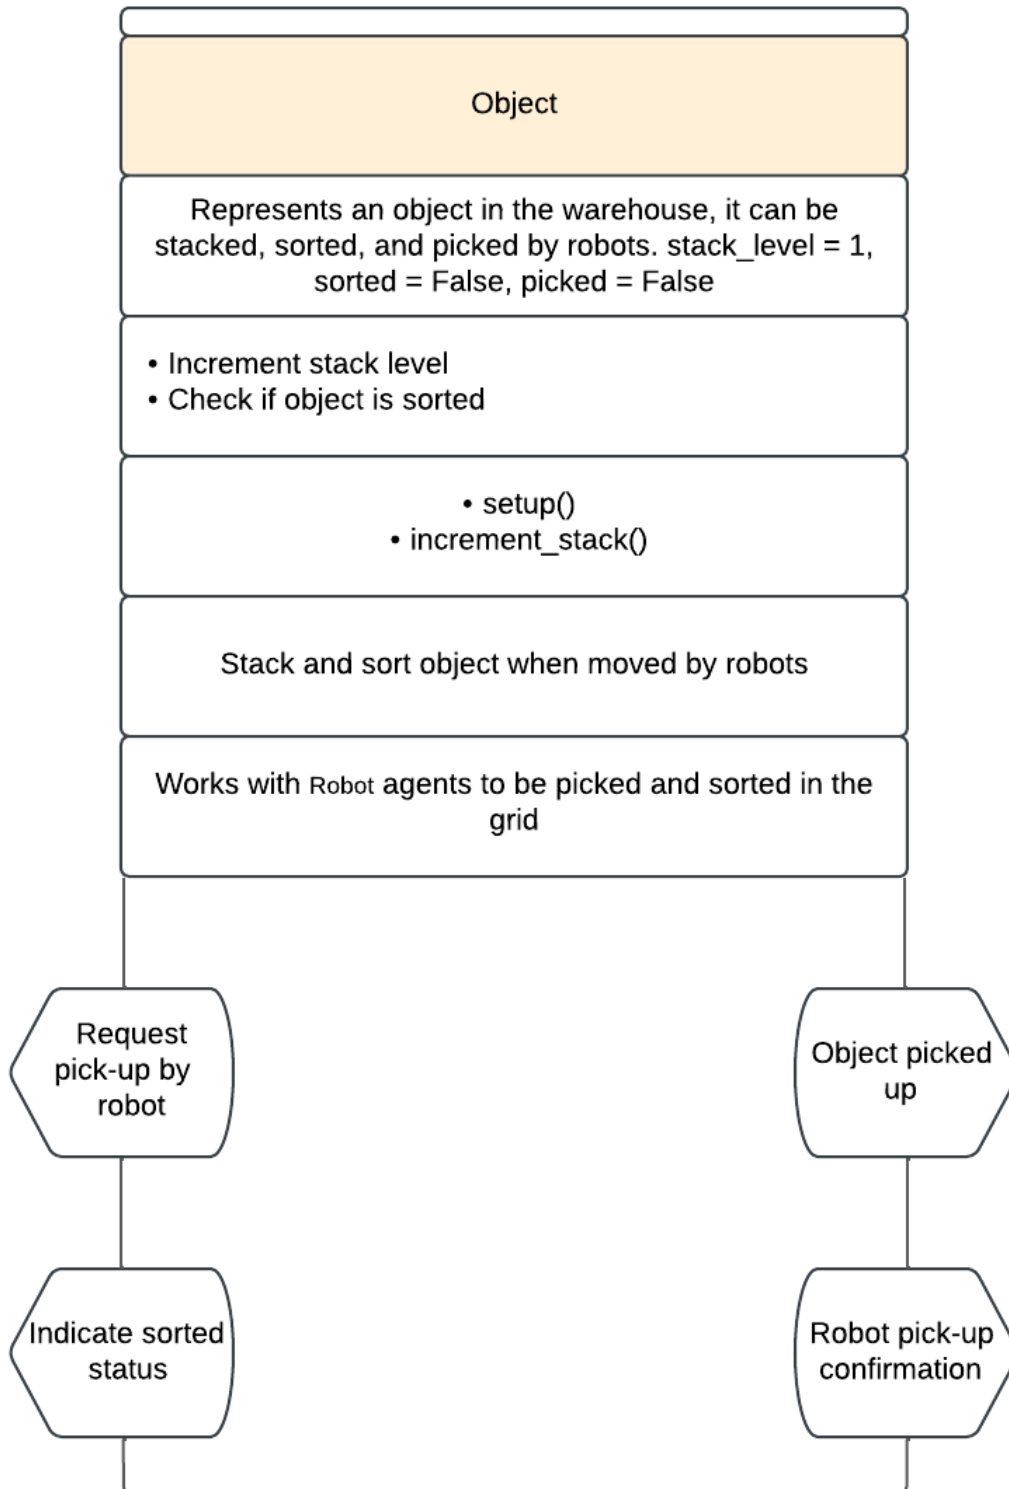 Object
Represents an object in the warehouse, it can be
stacked, sorted, and picked by robots. stack_level = 1,
sorted = False, picked = False
• Increment stack level
• Check if object is sorted
• setup()
• increment_stack()
Stack and sort object when moved by robots
Works with Robot agents to be picked and sorted in the
grid
Request
pick-up by
robot
Object picked
up
Indicate sorted
status
Robot pick-up
confirmation